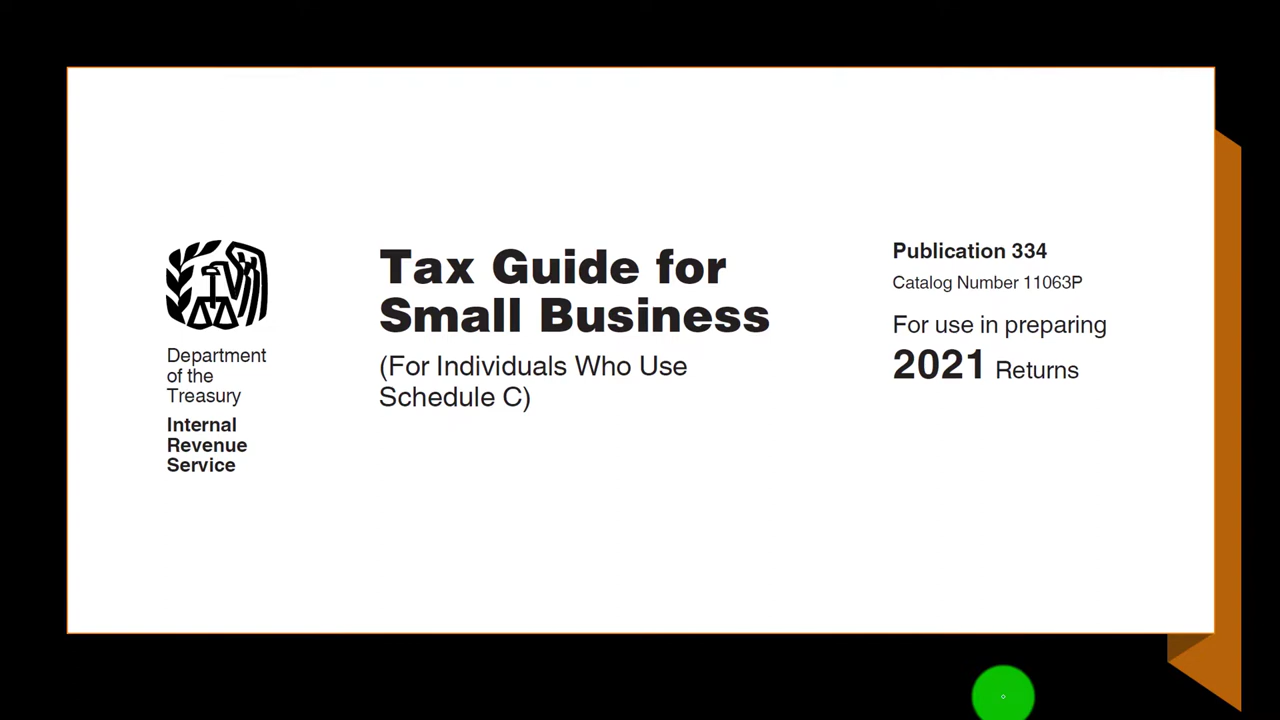 Department
of the
Treasury
Internal
Revenue
Service
Tax Guide for
Small Business
(For Individuals Who Use
Schedule C)
Publication 334
Catalog Number 11063P
For use in preparing
2021 Returns